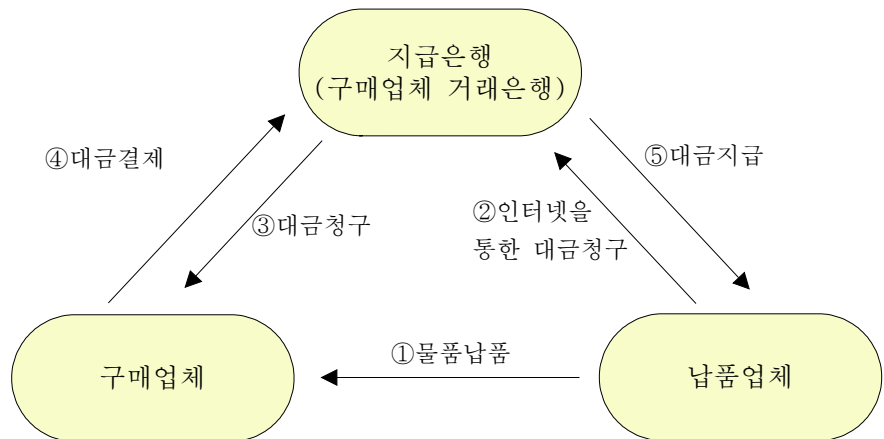 지급은행
(구매업체 거래은행)
④대금결제
⑤대금지급
②인터넷을
통한 대금청구
③대금청구
①물품납품
구매업체
납품업체